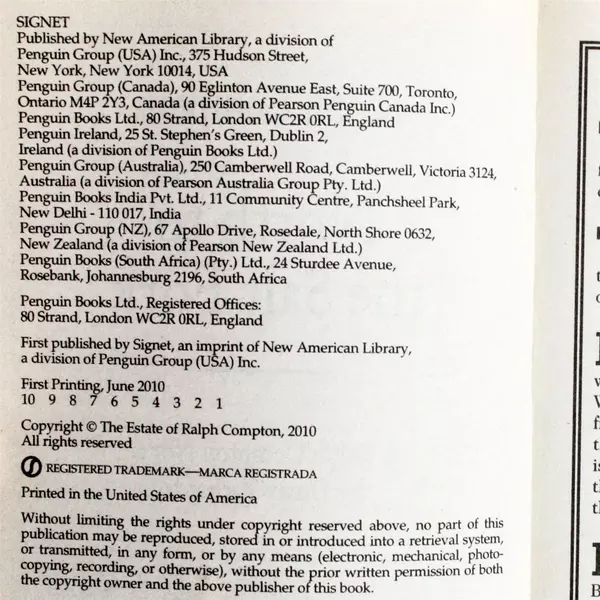 SIGNET
Published by New American Library, a division of
Penguin Group (USA) Inc., 375 Hudson Street,
New York, New York 10014, USA
Penguin Group (Canada), 90 Eglinton Avenue East, Suite 700, Toronto,
Ontario M4P 2Y3, Canada (a division of Pearson Penguin Canada Inc.)
Penguin Books Ltd., 80 Strand, London WC2R 0RL, England
Penguin Ireland, 25 St. Stephen's Green, Dublin 2,
Ireland (a division of Penguin Books Ltd.)
Penguin Group (Australia), 250 Camberwell Road, Camberwell, Victoria 3124,
Australia (a division of Pearson Australia Group Pty. Ltd.)
Penguin Books India Pvt. Ltd., 11 Community Centre, Panchsheel Park,
New Delhi - 110 017, India
Penguin Group (NZ), 67 Apollo Drive, Rosedale, North Shore 0632,
New Zealand (a division of Pearson New Zealand Ltd.)
Penguin Books (South Africa) (Pty.) Ltd., 24 Sturdee Avenue,
Rosebank, Johannesburg 2196, South Africa
Penguin Books Ltd., Registered Offices:
80 Strand, London WC2R 0RL, England
First published by Signet, an imprint of New American Library,
a division of Penguin Group (USA) Inc.
First Printing, June 2010
10 9 8 7 6 5 4 3 2 1
Copyright © The Estate of Ralph Compton, 2010
All rights reserved
REGISTERED TRADEMARK—MARCA REGISTRADA
Printed in the United States of America
Without limiting the rights under copyright reserved above, no part of this
publication may be reproduced, stored in or introduced into a retrieval system,
or transmitted, in any form, or by any means (electronic, mechanical, photo-
copying, recording, or otherwise), without the prior written permission of both
the copyright owner and the above publisher of this book.